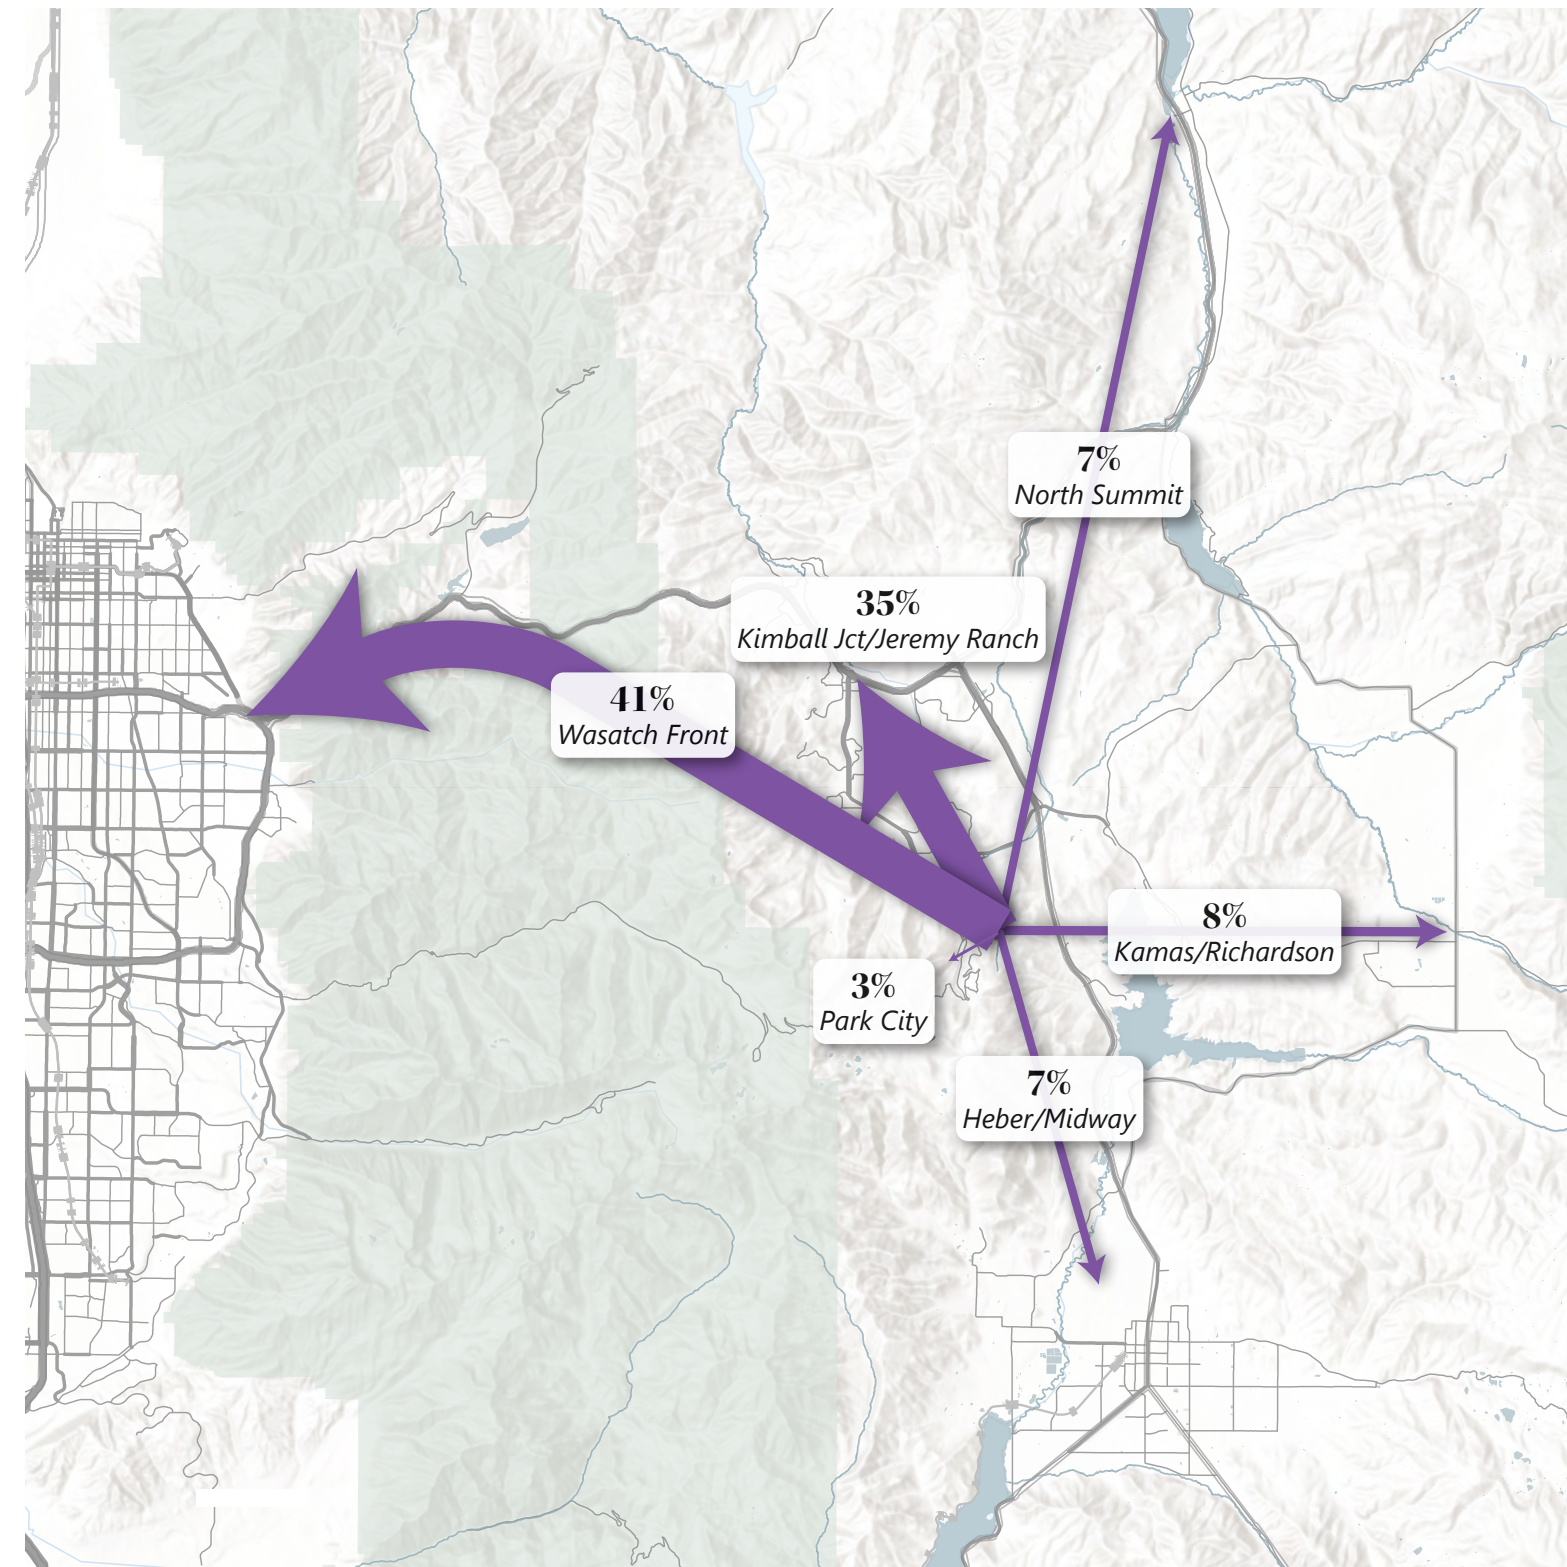 7%
North Summit
35%
Kimball Jct/Jeremy Ranch
41%
Wasatch Front
8%
Kamas/Richardson
3%
Park City
7%
Heber/Midway